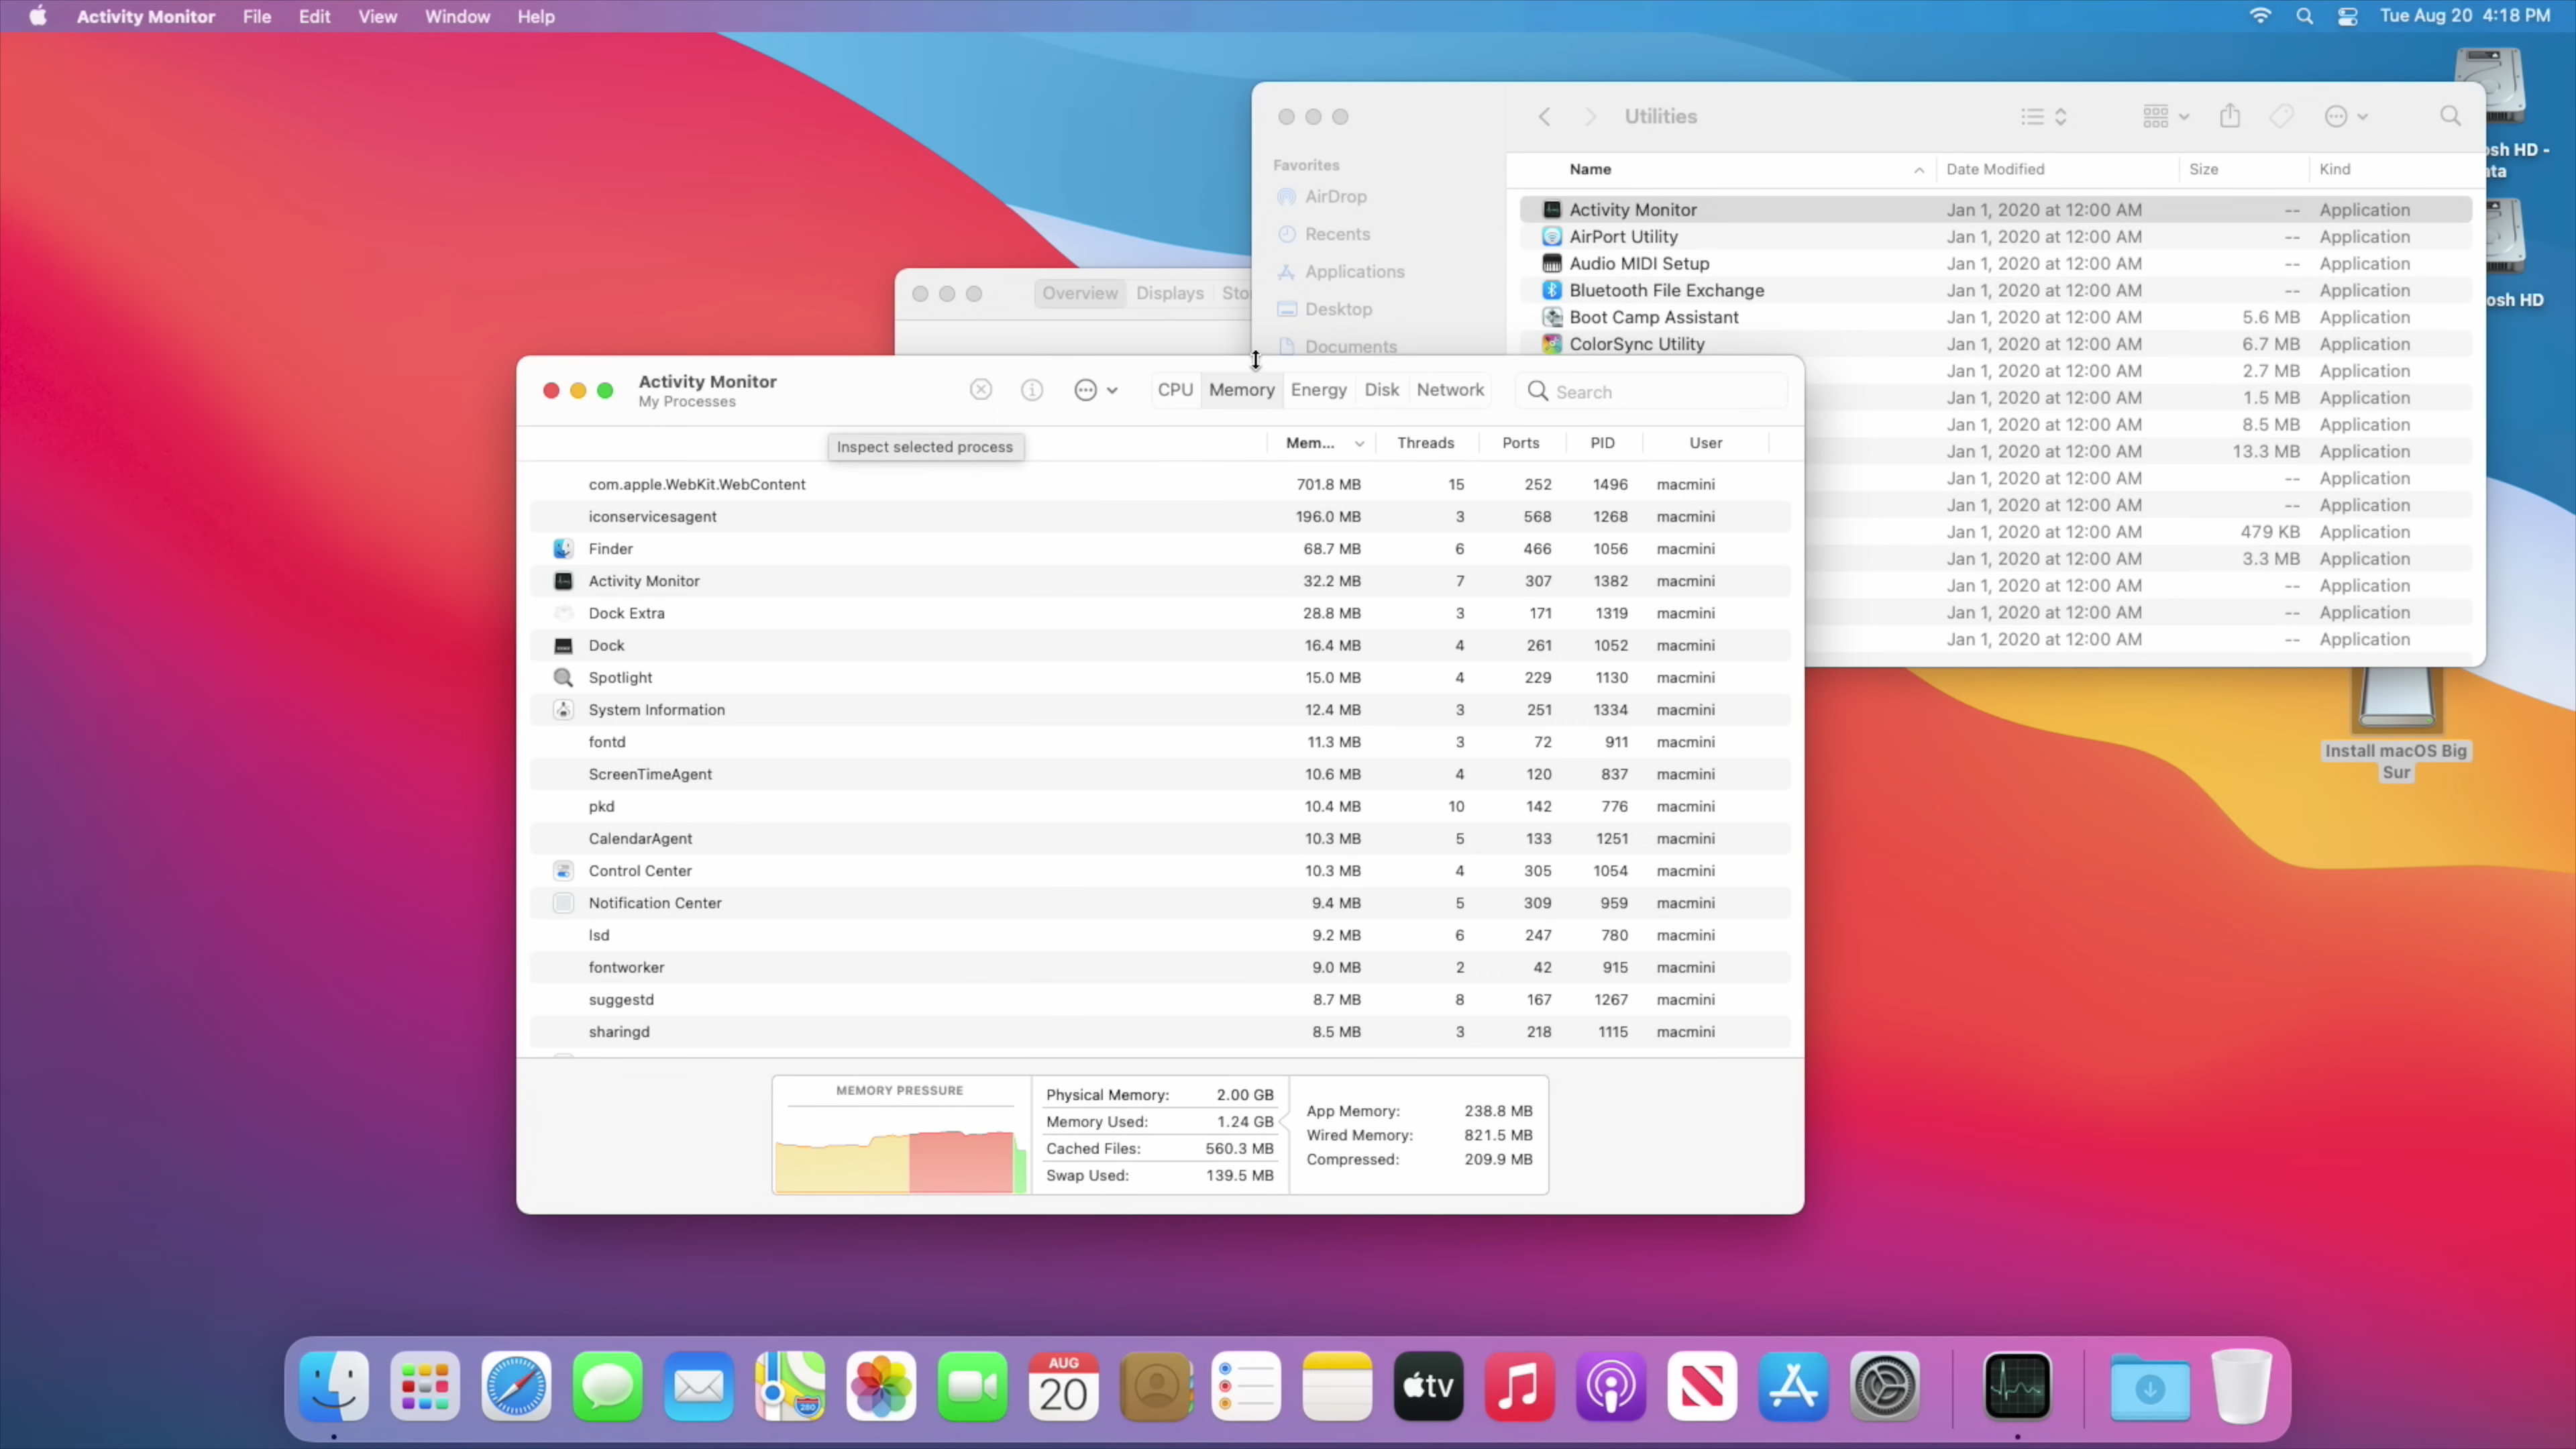 Activity Monitor File Edit View Window Help Tue Aug 20 4:18 PM
osh HD -
ata
osh HD
Install macOS Big
Sur
Utilities
Favorites
AirDrop
Recents
Applications
Desktop
Documents
Name Date Modified Size Kind
Activity Monitor Jan 1, 2020 at 12:00 AM -- Application
AirPort Utility Jan 1, 2020 at 12:00 AM -- Application
Audio MIDI Setup Jan 1, 2020 at 12:00 AM -- Application
Bluetooth File Exchange Jan 1, 2020 at 12:00 AM -- Application
Boot Camp Assistant Jan 1, 2020 at 12:00 AM 5.6 MB Application
ColorSync Utility Jan 1, 2020 at 12:00 AM 6.7 MB Application
Jan 1, 2020 at 12:00 AM 2.7 MB Application
Jan 1, 2020 at 12:00 AM 1.5 MB Application
Jan 1, 2020 at 12:00 AM 8.5 MB Application
Jan 1, 2020 at 12:00 AM 13.3 MB Application
Jan 1, 2020 at 12:00 AM -- Application
Jan 1, 2020 at 12:00 AM -- Application
Jan 1, 2020 at 12:00 AM 479 KB Application
Jan 1, 2020 at 12:00 AM 3.3 MB Application
Jan 1, 2020 at 12:00 AM -- Application
Jan 1, 2020 at 12:00 AM -- Application
Jan 1, 2020 at 12:00 AM -- Application
Overview Displays Sto
Activity Monitor
My Processes
CPU Memory Energy Disk Network Search
Inspect selected process
Mem... Threads Ports PID User
com.apple.WebKit.WebContent 701.8 MB 15 252 1496 macmini
iconservicesagent 196.0 MB 3 568 1268 macmini
Finder 68.7 MB 6 466 1056 macmini
Activity Monitor 32.2 MB 7 307 1382 macmini
Dock Extra 28.8 MB 3 171 1319 macmini
Dock 16.4 MB 4 261 1052 macmini
Spotlight 15.0 MB 4 229 1130 macmini
System Information 12.4 MB 3 251 1334 macmini
fontd 11.3 MB 3 72 911 macmini
ScreenTimeAgent 10.6 MB 4 120 837 macmini
pkd 10.4 MB 10 142 776 macmini
CalendarAgent 10.3 MB 5 133 1251 macmini
Control Center 10.3 MB 4 305 1054 macmini
Notification Center 9.4 MB 5 309 959 macmini
lsd 9.2 MB 6 247 780 macmini
fontworker 9.0 MB 2 42 915 macmini
suggestd 8.7 MB 8 167 1267 macmini
sharingd 8.5 MB 3 218 1115 macmini
MEMORY PRESSURE
Physical Memory: 2.00 GB
Memory Used: 1.24 GB
Cached Files: 560.3 MB
Swap Used: 139.5 MB
App Memory: 238.8 MB
Wired Memory: 821.5 MB
Compressed: 209.9 MB
280
AUG
20
tv